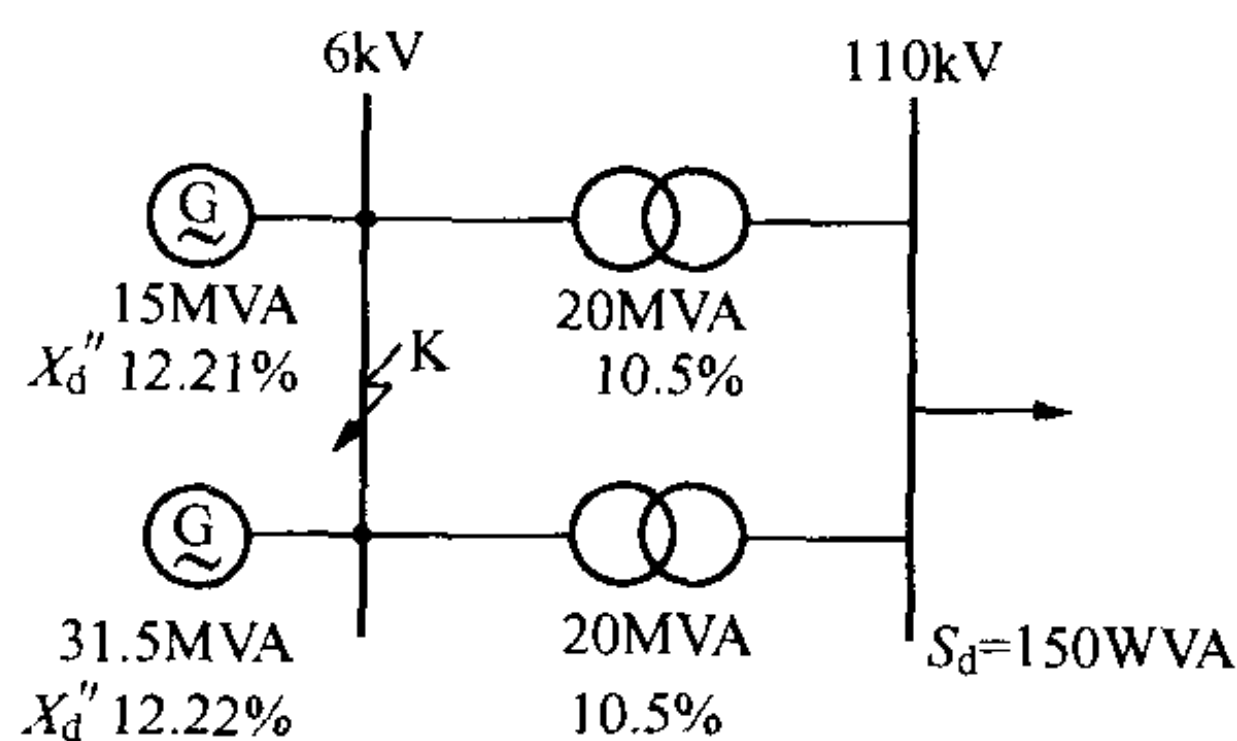 6kV
110kV
G
~
15MVA
X_d″ 12.21%
20MVA
10.5%
K
G
~
31.5MVA
X_d″ 12.22%
20MVA
10.5%
S_d=150WVA